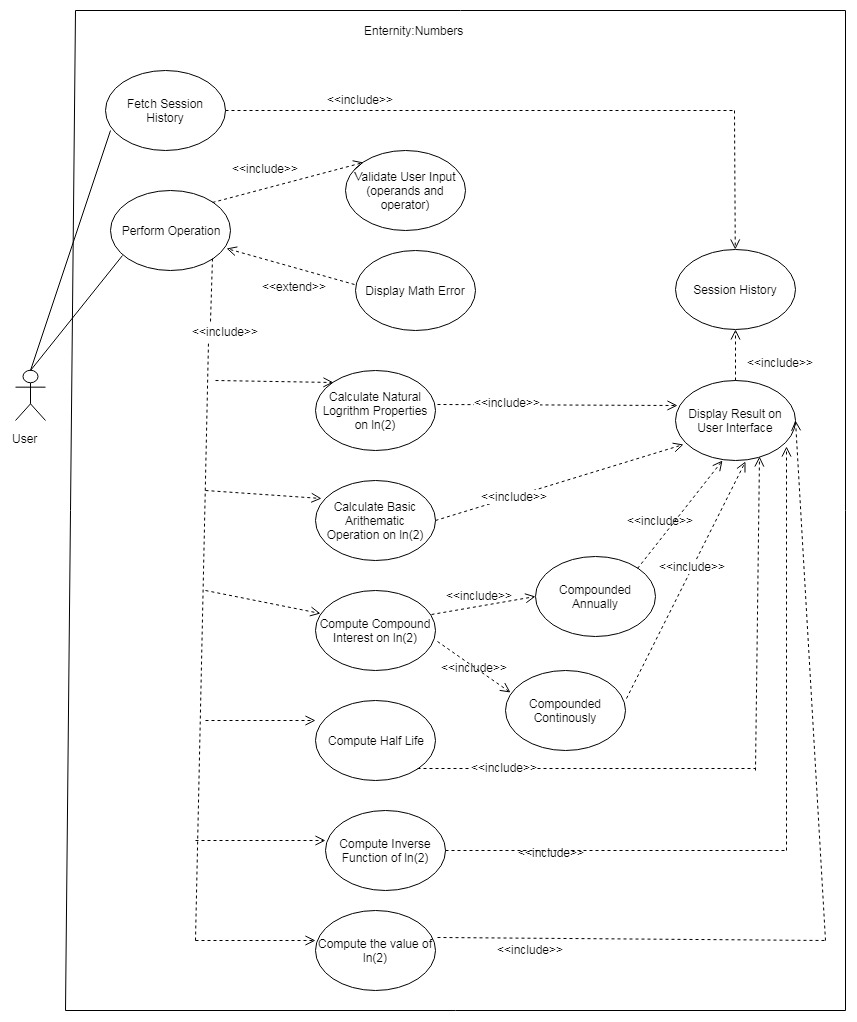 Enternity:Numbers
Fetch Session
History
<<include>>
<<include>>
Validate User Input
(operands and
operator)
Perform Operation
<<extend>>
Display Math Error
Session History
<<include>>
<<include>>
User
Calculate Natural
Logrithm Properties
on ln(2)
<<include>>
Display Result on
User Interface
Calculate Basic
Arithematic
Operation on ln(2)
<<include>>
<<include>>
<<include>>
Compute Compound
Interest on ln(2)
<<include>>
Compounded
Annually
<<include>>
Compounded
Continously
Compute Half Life
<<include>>
Compute Inverse
Function of ln(2)
<<include>>
Compute the value of
ln(2)
<<include>>